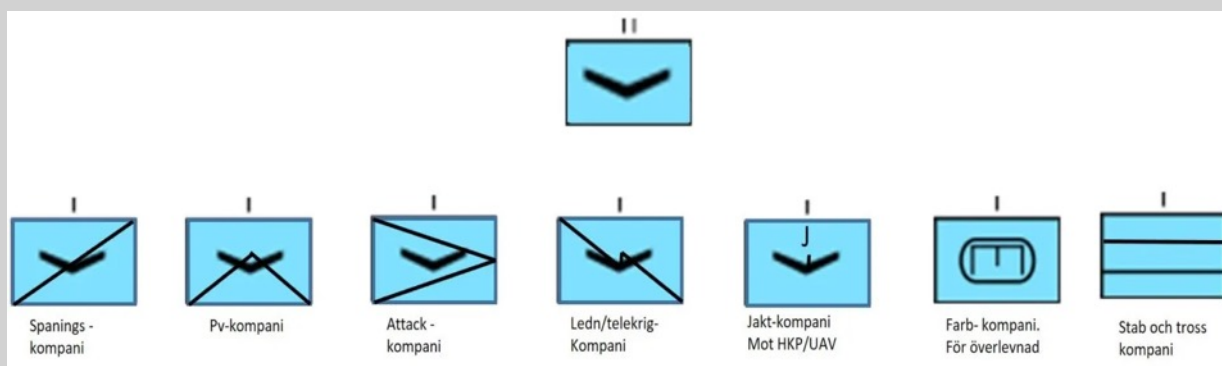 I I
I
I
I
I
I
I
I
J
Spanings -
kompani
Pv-kompani
Attack -
kompani
Ledn/telekrig-
Kompani
Jakt-kompani
Mot HKP/UAV
Farb- kompani.
För överlevnad
Stab och tross
kompani